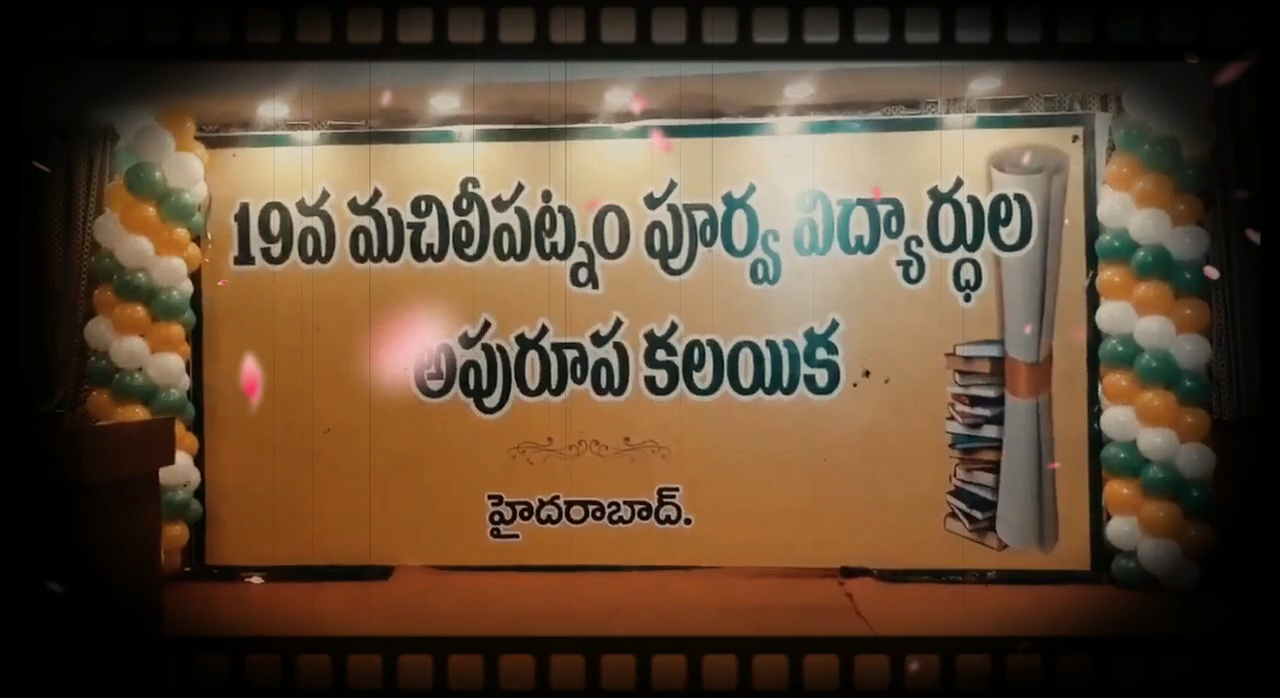 19వ మచిలీపట్నం పూర్వ విద్యార్ధుల
అపురూప కలయిక
హైదరాబాద్.